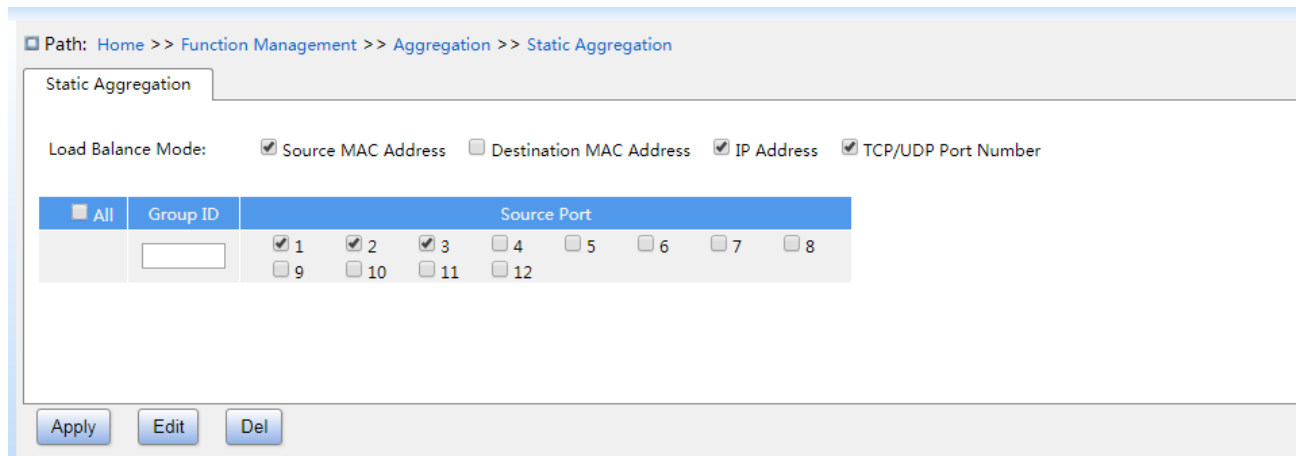 Path: Home >> Function Management >> Aggregation >> Static Aggregation
Static Aggregation
Load Balance Mode: Source MAC Address Destination MAC Address IP Address TCP/UDP Port Number
All Group ID Source Port
1 2 3 4 5 6 7 8
9 10 11 12
Apply Edit Del